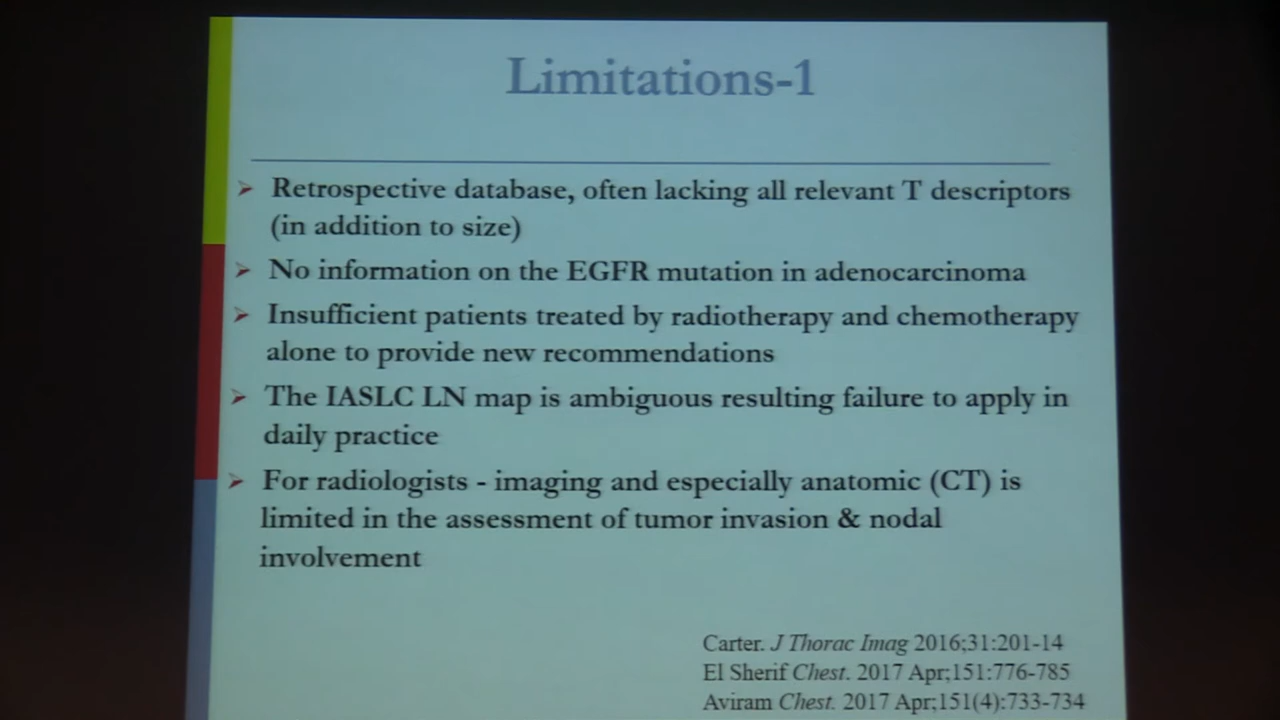 Limitations-1
➢ Retrospective database, often lacking all relevant T descriptors
(in addition to size)
➢ No information on the EGFR mutation in adenocarcinoma
➢ Insufficient patients treated by radiotherapy and chemotherapy
alone to provide new recommendations
➢ The IASLC LN map is ambiguous resulting failure to apply in
daily practice
➢ For radiologists - imaging and especially anatomic (CT) is
limited in the assessment of tumor invasion & nodal
involvement
Carter. J Thorac Imag 2016;31:201-14
El Sherif Chest. 2017 Apr;151:776-785
Aviram Chest. 2017 Apr;151(4):733-734